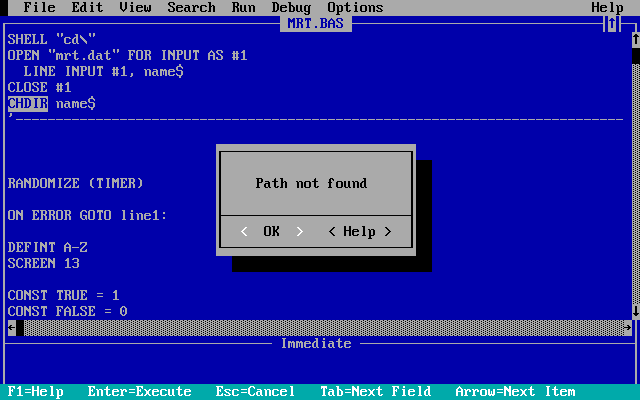 File Edit View Search Run Debug Options Help
MRT.BAS
SHELL "cd\"
OPEN "mrt.dat" FOR INPUT AS #1
LINE INPUT #1, name$
CLOSE #1
CHDIR name$
'_____________________________________________________________________________
Path not found
< OK > < Help >
RANDOMIZE (TIMER)
ON ERROR GOTO line1:
DEFINT A-Z
SCREEN 13
CONST TRUE = 1
CONST FALSE = 0
Immediate
F1=Help Enter=Execute Esc=Cancel Tab=Next Field Arrow=Next Item